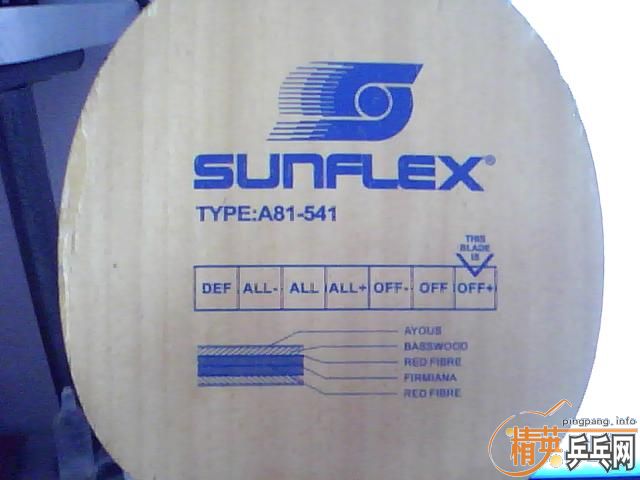 SUNFLEX®
TYPE:A81-541
THIS
BLADE
IS
DEF ALL- ALL ALL+ OFF- OFF OFF+
AYOUS
BASSWOOD
RED FIBRE
FIRMIANA
RED FIBRE
pingpang.info
精英乒乓网